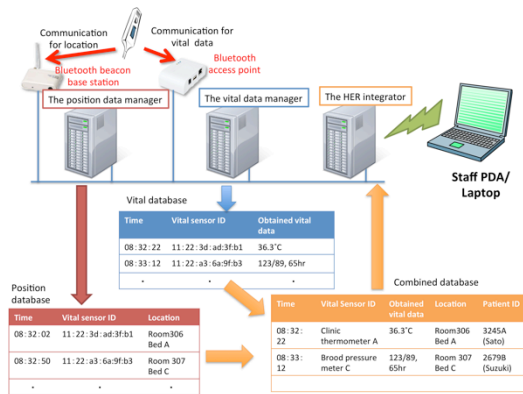 Communication for location
Communication for vital data
Bluetooth beacon base station
Bluetooth access point
The position data manager
The vital data manager
The HER integrator
Staff PDA/
Laptop
Vital database
Time Vital sensor ID Obtained vital data
08:32:22 11:22:3d:ad:3f:b1 36.3˚C
08:33:12 11:22:a3:6a:9f:b3 123/89, 65hr
Position database
Time Vital sensor ID Location
08:32:02 11:22:3d:ad:3f:b1 Room306 Bed A
08:32:50 11:22:a3:6a:9f:b3 Room 307 Bed C
Combined database
Time Vital Sensor ID Obtained vital data Location Patient ID
08:32:22 Clinic thermometer A 36.3˚C Room306 Bed A 3245A (Sato)
08:33:12 Brood pressure meter C 123/89, 65hr Room 307 Bed C 2679B (Suzuki)